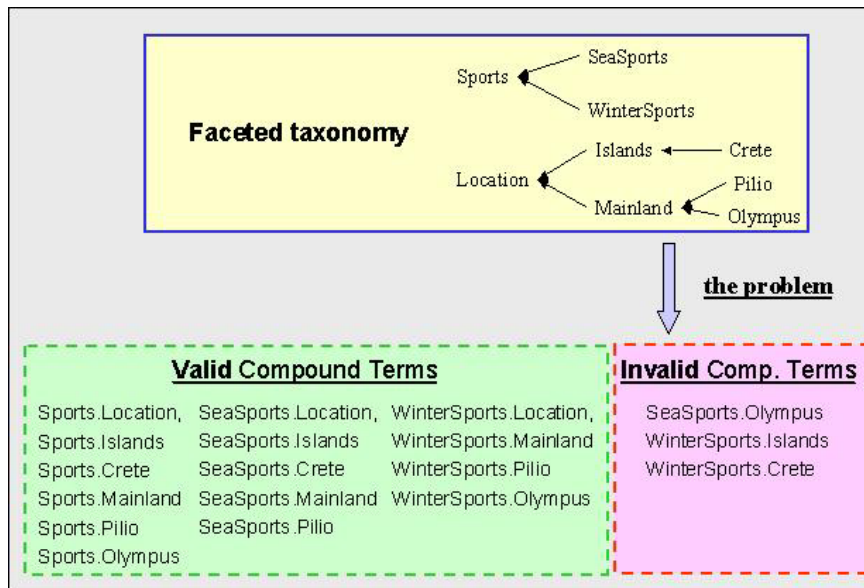 Sports
SeaSports
WinterSports
Faceted taxonomy
Location
Islands
Crete
Mainland
Pilio
Olympus
the problem
Valid Compound Terms
Sports.Location, SeaSports.Location, WinterSports.Location,
Sports.Islands SeaSports.Islands WinterSports.Mainland
Sports.Crete SeaSports.Crete WinterSports.Pilio
Sports.Mainland SeaSports.Mainland WinterSports.Olympus
Sports.Pilio SeaSports.Pilio
Sports.Olympus
Invalid Comp. Terms
SeaSports.Olympus
WinterSports.Islands
WinterSports.Crete